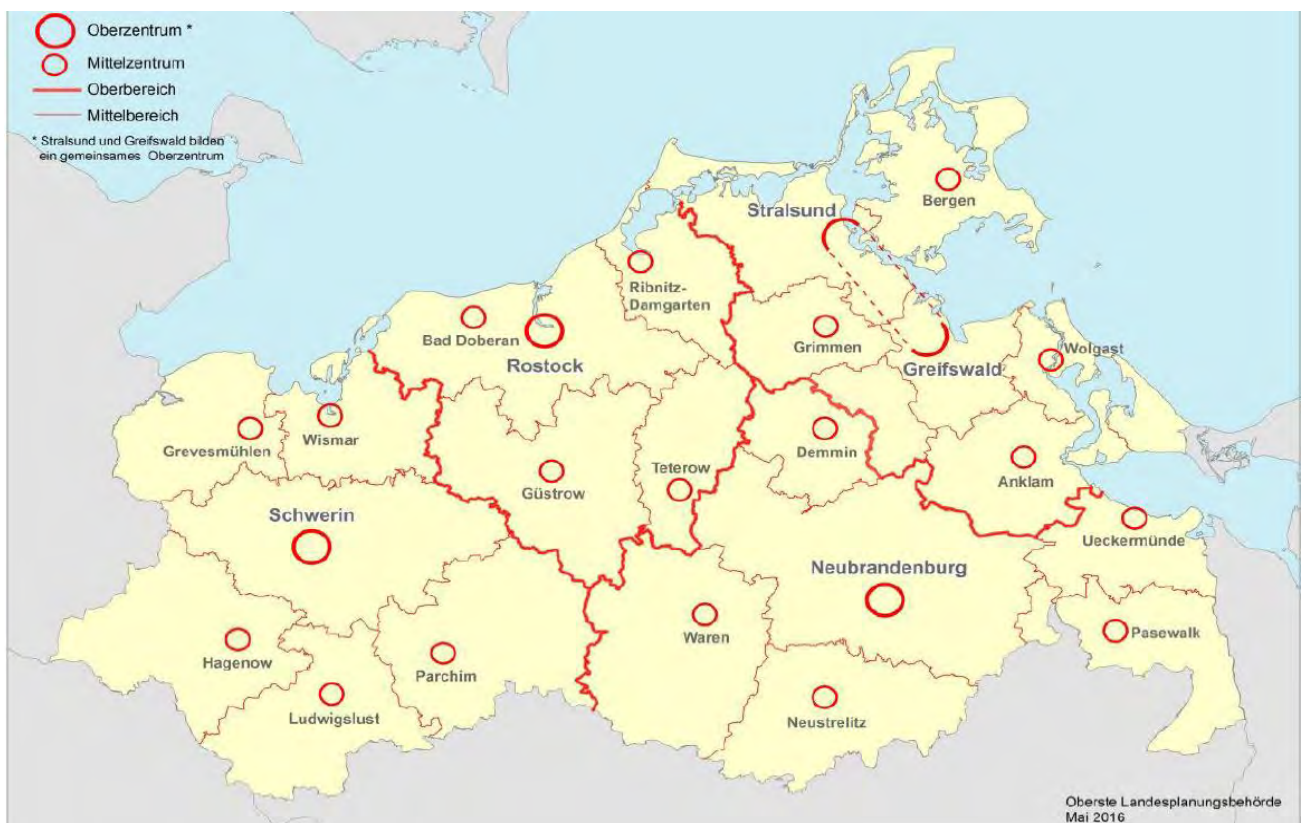 Oberzentrum *
Mittelzentrum
Oberbereich
Mittelbereich
* Stralsund und Greifswald bilden
ein gemeinsames Oberzentrum
Bergen
Stralsund
Ribnitz-
Damgarten
Bad Doberan
Rostock
Grimmen
Greifswald
Wolgast
Grevesmühlen
Wismar
Güstrow
Teterow
Demmin
Anklam
Schwerin
Ueckermünde
Neubrandenburg
Hagenow
Parchim
Waren
Pasewalk
Ludwigslust
Neustrelitz
Oberste Landesplanungsbehörde
Mai 2016